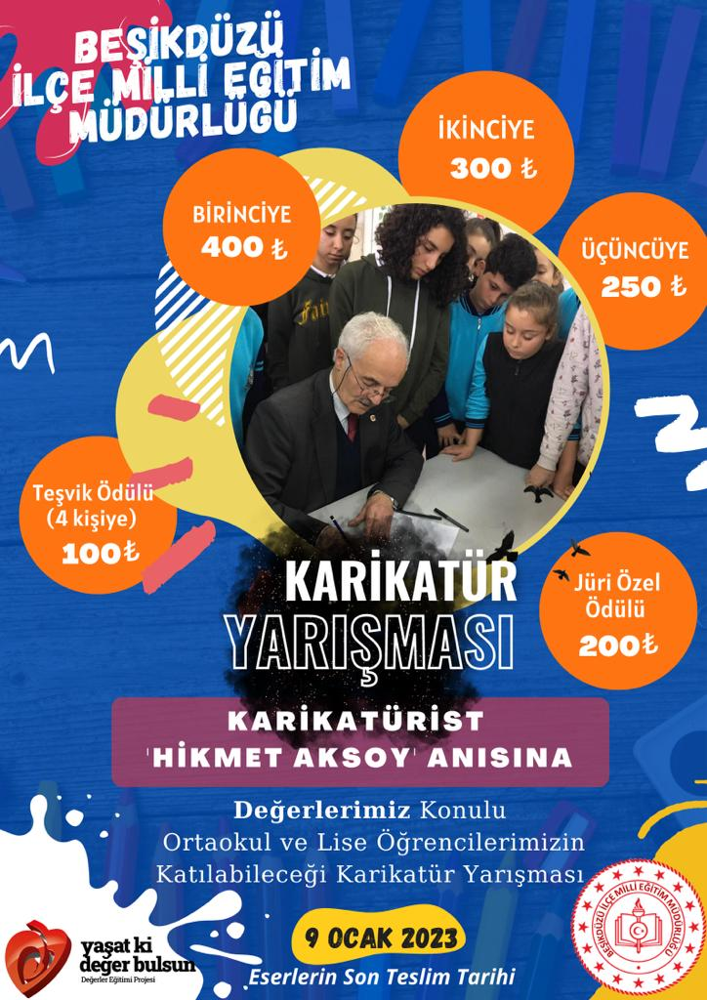 BEŞİKDÜZÜ
İLÇE MİLLİ EĞİTİM
MÜDÜRLÜĞÜ
İKİNCİYE
300 ₺
BİRİNCİYE
400 ₺
ÜÇÜNCÜYE
250 ₺
Teşvik Ödülü
(4 kişiye)
100₺
Jüri Özel
Ödülü
200₺
KARİKATÜR
YARIŞMASI
KARİKATÜRİST
'HİKMET AKSOY' ANISINA
Değerlerimiz Konulu
Ortaokul ve Lise Öğrencilerimizin
Katılabileceği Karikatür Yarışması
9 OCAK 2023
Eserlerin Son Teslim Tarihi
yaşat ki
değer bulsun
Değerler Eğitimi Projesi
BEŞİKDÜZÜ İLÇE MİLLİ EĞİTİM MÜDÜRLÜĞÜ